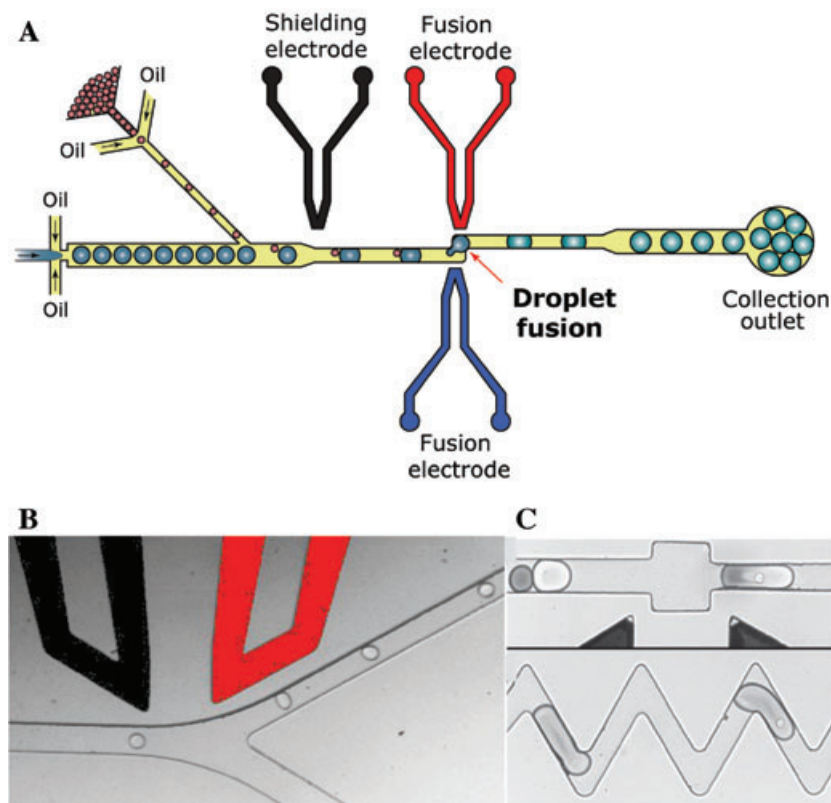 A
Shielding
electrode
Fusion
electrode
Oil
Oil
Oil
Oil
Droplet
fusion
Collection
outlet
Fusion
electrode
B
C